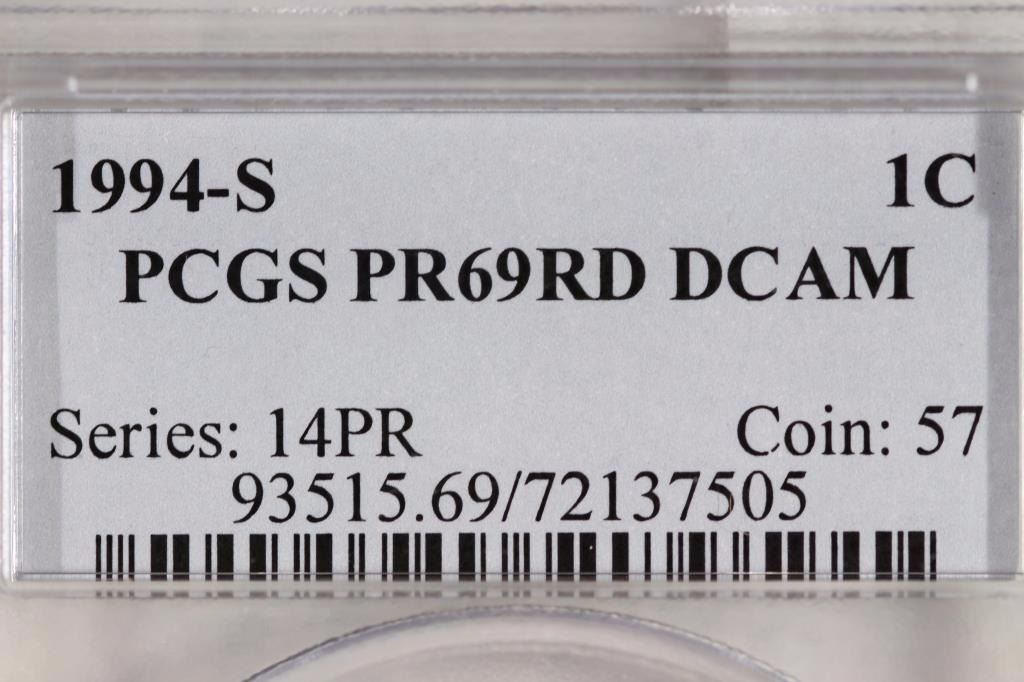 1994-S 1C
PCGS PR69RD DCAM
Series: 14PR Coin: 57
93515.69/72137505